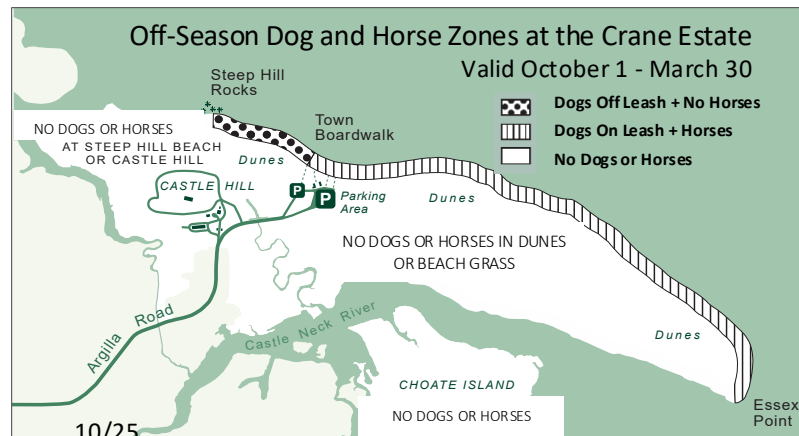 Off-Season Dog and Horse Zones at the Crane Estate
Valid October 1 - March 30
Steep Hill
Rocks
Dogs Off Leash + No Horses
Dogs On Leash + Horses
No Dogs or Horses
Town
Boardwalk
NO DOGS OR HORSES
AT STEEP HILL BEACH
OR CASTLE HILL
Dunes
CASTLE HILL
P
P
Parking
Area
Dunes
NO DOGS OR HORSES IN DUNES
OR BEACH GRASS
Argilla Road
Castle Neck River
Dunes
CHOATE ISLAND
NO DOGS OR HORSES
Essex
Point
10/25